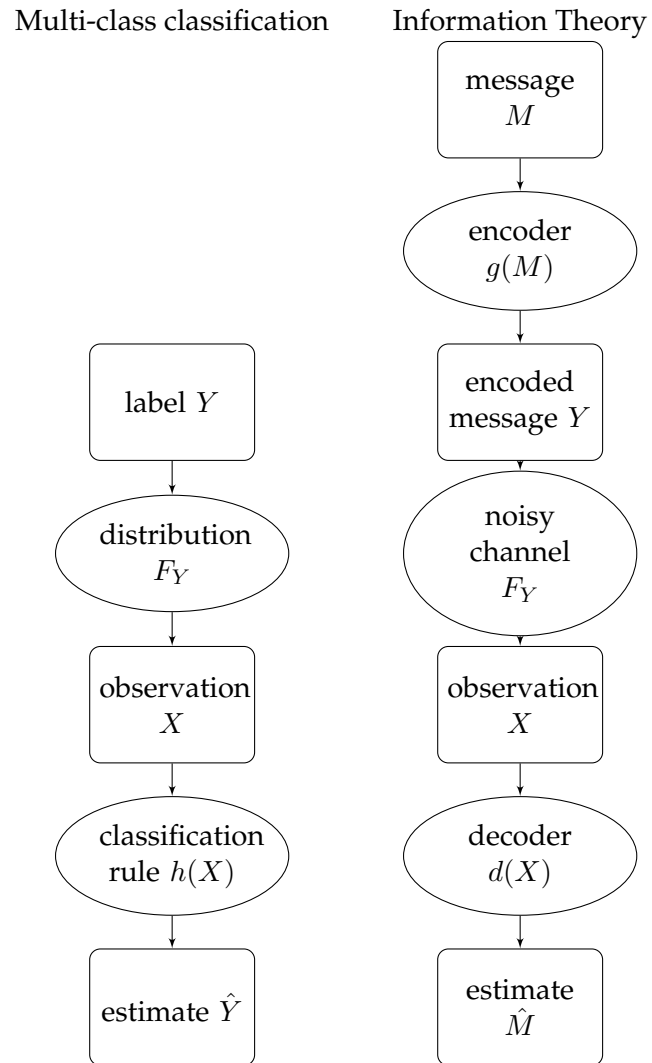 Multi-class classification
Information Theory
message
M
encoder
g(M)
label Y
encoded
message Y
distribution
F_Y
noisy
channel
F_Y
observation
X
observation
X
classification
rule h(X)
decoder
d(X)
estimate Ŷ
estimate
M̂